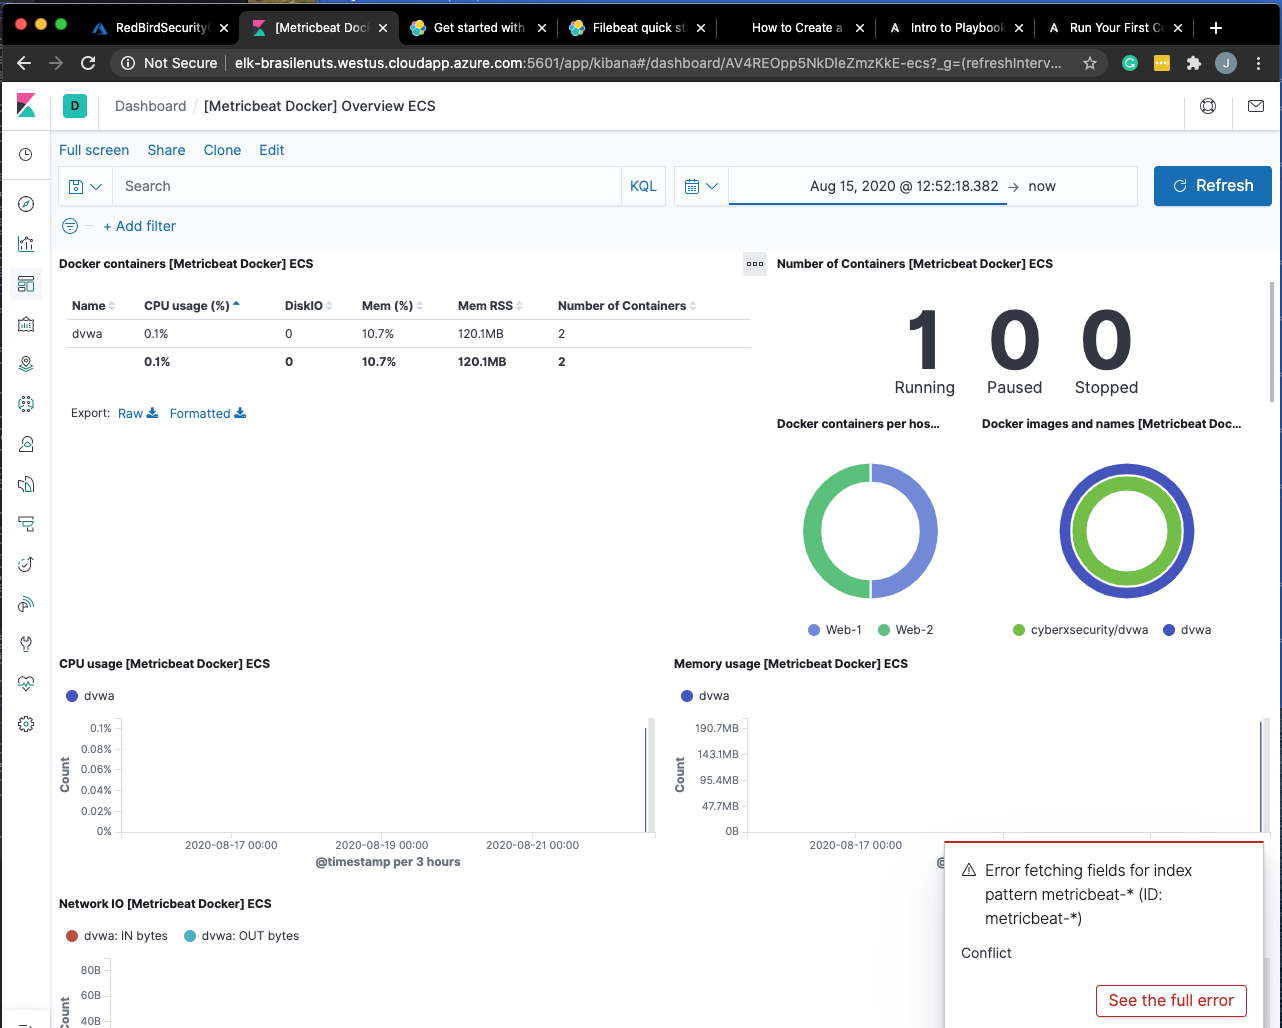 RedBirdSecurity
[Metricbeat Doc
Get started with
Filebeat quick st
How to Create a
Intro to Playbook
Run Your First Co
Not Secure
elk-brasilenuts.westus.cloudapp.azure.com:5601/app/kibana#/dashboard/AV4REOpp5NkDleZmzKkE-ecs?_g=(refreshInterv...
J
D
Dashboard / [Metricbeat Docker] Overview ECS
Full screen Share Clone Edit
Search
KQL
Aug 15, 2020 @ 12:52:18.382 → now
Refresh
+ Add filter
Docker containers [Metricbeat Docker] ECS
Name CPU usage (%) DiskIO Mem (%) Mem RSS Number of Containers
dvwa 0.1% 0 10.7% 120.1MB 2
0.1% 0 10.7% 120.1MB 2
Export: Raw Formatted
Number of Containers [Metricbeat Docker] ECS
1 0 0
Running Paused Stopped
Docker containers per hos...
Web-1 Web-2
Docker images and names [Metricbeat Doc...
cyberxsecurity/dvwa dvwa
CPU usage [Metricbeat Docker] ECS
dvwa
0.1%
0.08%
0.06%
0.04%
0.02%
0%
Count
2020-08-17 00:00 2020-08-19 00:00 2020-08-21 00:00
@timestamp per 3 hours
Memory usage [Metricbeat Docker] ECS
dvwa
190.7MB
143.1MB
95.4MB
47.7MB
0B
Count
2020-08-17 00:00
@
Network IO [Metricbeat Docker] ECS
dvwa: IN bytes dvwa: OUT bytes
80B
60B
40B
Count
Error fetching fields for index
pattern metricbeat-* (ID:
metricbeat-*)
Conflict
See the full error